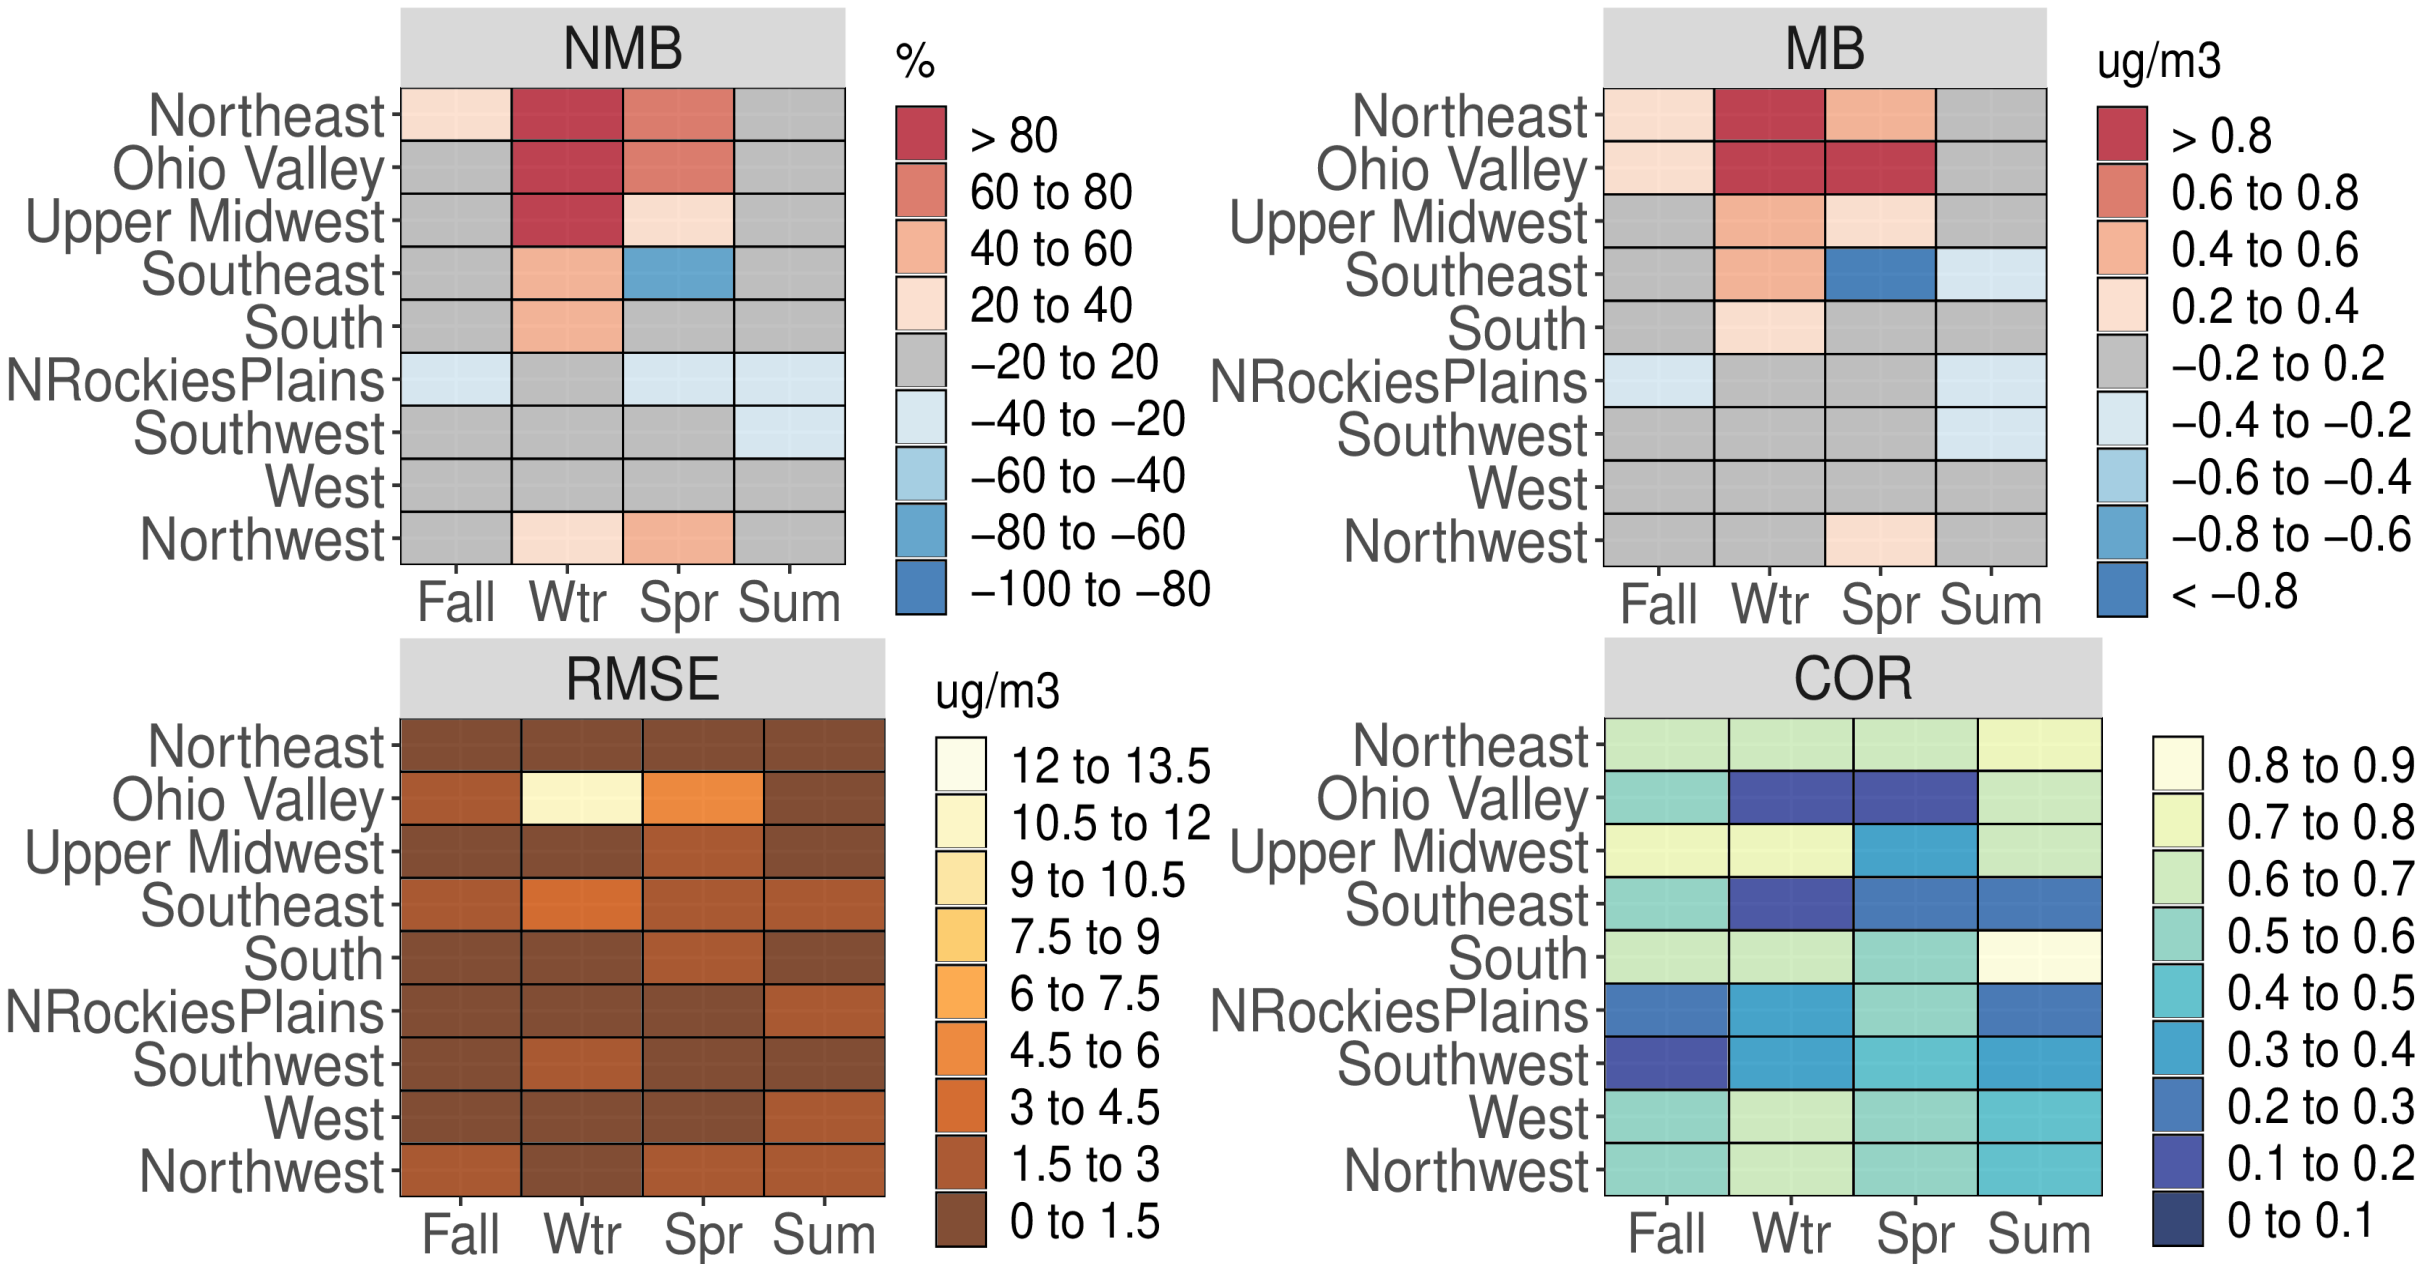 NMB
%
Northeast
Ohio Valley
Upper Midwest
Southeast
South
NRockiesPlains
Southwest
West
Northwest
Fall Wtr Spr Sum
> 80
60 to 80
40 to 60
20 to 40
−20 to 20
−40 to −20
−60 to −40
−80 to −60
−100 to −80
MB
ug/m3
Northeast
Ohio Valley
Upper Midwest
Southeast
South
NRockiesPlains
Southwest
West
Northwest
Fall Wtr Spr Sum
> 0.8
0.6 to 0.8
0.4 to 0.6
0.2 to 0.4
−0.2 to 0.2
−0.4 to −0.2
−0.6 to −0.4
−0.8 to −0.6
< −0.8
RMSE
ug/m3
Northeast
Ohio Valley
Upper Midwest
Southeast
South
NRockiesPlains
Southwest
West
Northwest
Fall Wtr Spr Sum
12 to 13.5
10.5 to 12
9 to 10.5
7.5 to 9
6 to 7.5
4.5 to 6
3 to 4.5
1.5 to 3
0 to 1.5
COR
Northeast
Ohio Valley
Upper Midwest
Southeast
South
NRockiesPlains
Southwest
West
Northwest
Fall Wtr Spr Sum
0.8 to 0.9
0.7 to 0.8
0.6 to 0.7
0.5 to 0.6
0.4 to 0.5
0.3 to 0.4
0.2 to 0.3
0.1 to 0.2
0 to 0.1